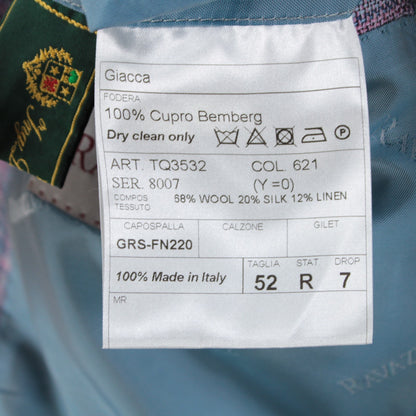 Giacca
FODERA
100% Cupro Bemberg
Dry clean only
P
ART. TQ3532 COL. 621
SER. 8007 (Y =0)
COMPOS TESSUTO 68% WOOL 20% SILK 12% LINEN
CAPOSPALLA CALZONE GILET
GRS-FN220
TAGLIA STAT DROP
100% Made in Italy 52 R 7
MR
RAVAZ